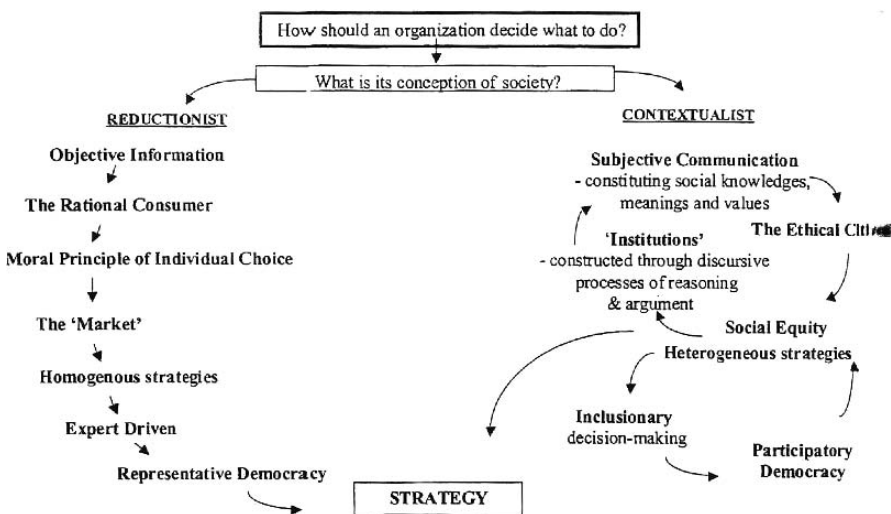 How should an organization decide what to do?
What is its conception of society?
REDUCTIONIST
Objective Information
The Rational Consumer
Moral Principle of Individual Choice
The ‘Market’
Homogenous strategies
Expert Driven
Representative Democracy
CONTEXTUALIST
Subjective Communication
- constituting social knowledges,
meanings and values
The Ethical
‘Institutions’
- constructed through discursive
processes of reasoning
& argument
Social Equity
Heterogeneous strategies
Inclusionary
decision-making
Participatory
Democracy
STRATEGY